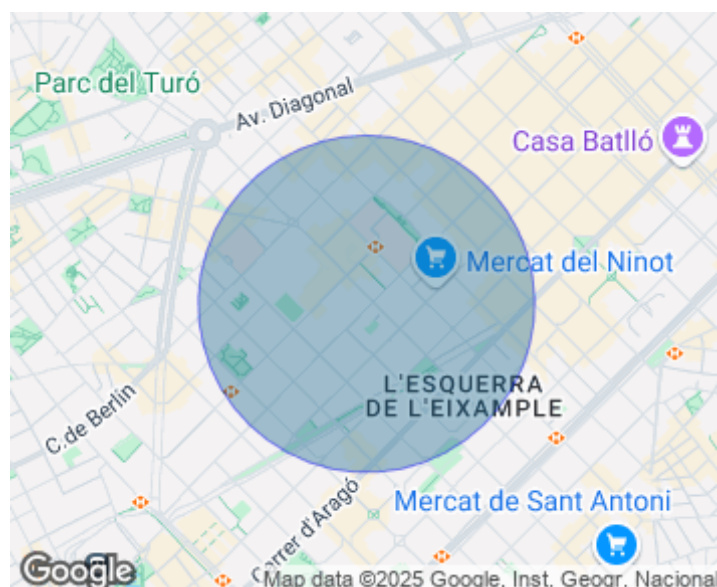 Parc del Turó
Av. Diagonal
Casa Batlló
Mercat del Ninot
L'ESQUERRA
DE L'EIXAMPLE
C. de Berlín
Mercat de Sant Antoni
Carrer d'Aragó
Google
Map data ©2025 Google, Inst. Geogr. Nacional